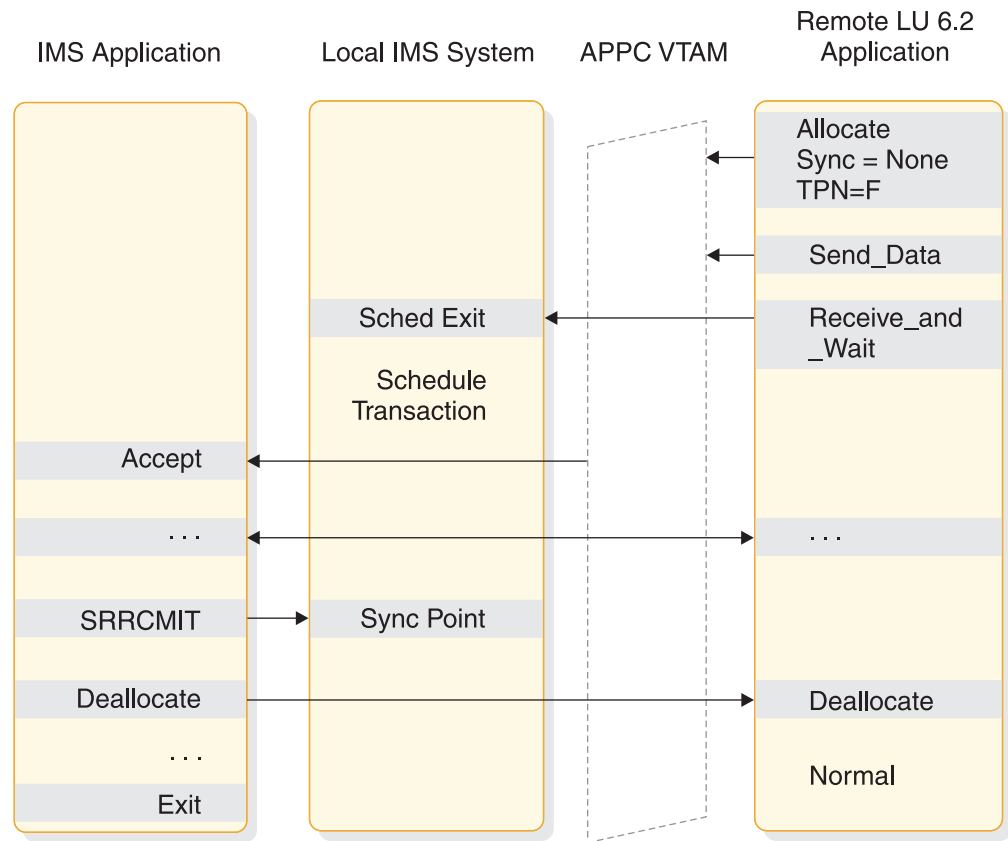 IMS Application
Local IMS System
APPC VTAM
Remote LU 6.2
Application
Allocate
Sync = None
TPN=F
Send_Data
Sched Exit
Receive_and
_Wait
Schedule
Transaction
Accept
. . .
. . .
SRRCMIT
Sync Point
Deallocate
Deallocate
. . .
Normal
Exit